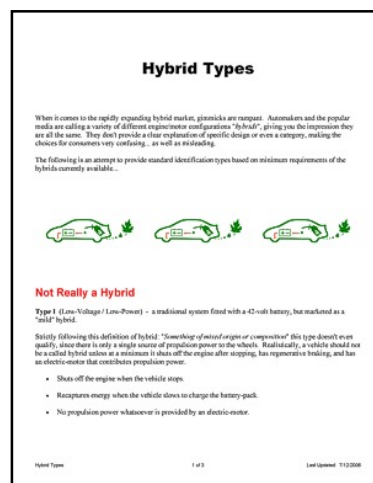 Hybrid Types
When it comes to the rapidly expanding hybrid market, gimmicks are rampant. Automakers and the popular
media are calling a variety of different engine/motor configurations "hybrids", giving you the impression they
are all the same. They don't provide a clear explanation of specific design or even a category, making the
choices for consumers very confusing... as well as misleading.
The following is an attempt to provide standard identification types based on minimum requirements of the
hybrids currently available...
Not Really a Hybrid
Type I (Low-Voltage / Low-Power) - a traditional system fitted with a 42-volt battery, but marketed as a
"mild" hybrid.
Strictly following this definition of hybrid: "Something of mixed origin or composition" this type doesn't even
qualify, since there is only a single source of propulsion power to the wheels. Realistically, a vehicle should not
be a called hybrid unless at a minimum it shuts off the engine after stopping, has regenerative braking, and has
an electric-motor that contributes propulsion power.
• Shuts off the engine when the vehicle stops.
• Recaptures-energy when the vehicle slows to charge the battery-pack.
• No propulsion power whatsoever is provided by an electric-motor.
Hybrid Types 1 of 3 Last Updated: 7/12/2006